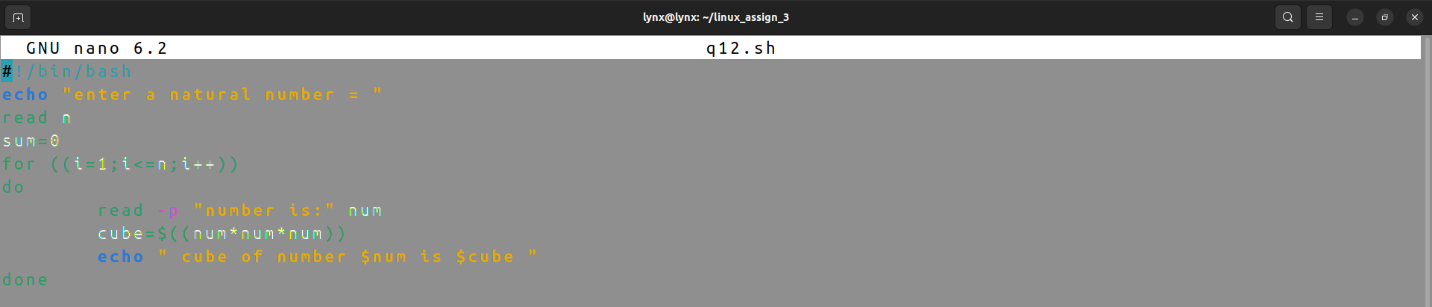 lynx@lynx: ~/linux_assign_3
GNU nano 6.2 q12.sh
#!/bin/bash
echo "enter a natural number = "
read n
sum=0
for ((i=1;i<=n;i++))
do
        read -p "number is:" num
        cube=$((num*num*num))
        echo " cube of number $num is $cube "
done